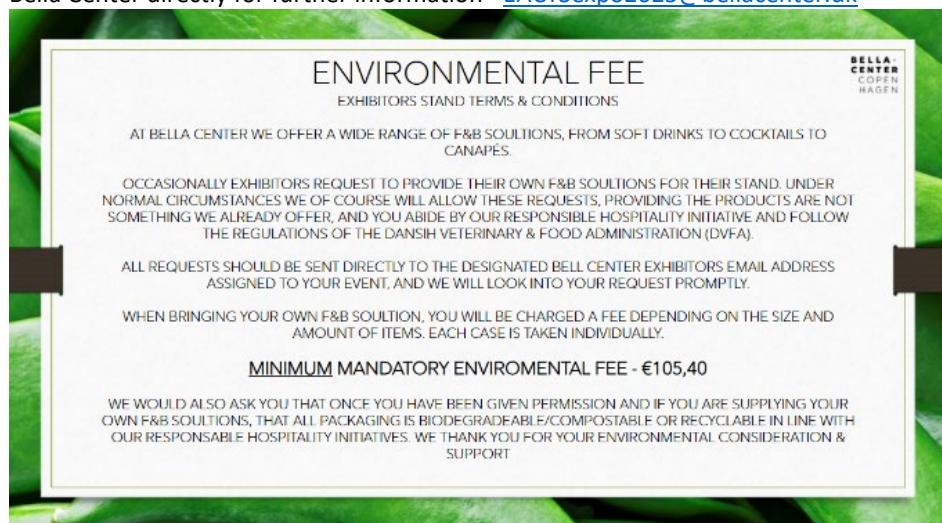 Bella Center directly for further information -
ENVIRONMENTAL FEE
BELLA-
CENTER
COPEN
HAGEN
EXHIBITORS STAND TERMS & CONDITIONS
AT BELLA CENTER WE OFFER A WIDE RANGE OF F&B SOULTIONS, FROM SOFT DRINKS TO COCKTAILS TO
CANAPÉS.
OCCASIONALLY EXHIBITORS REQUEST TO PROVIDE THEIR OWN F&B SOULTIONS FOR THEIR STAND. UNDER
NORMAL CIRCUMSTANCES WE OF COURSE WILL ALLOW THESE REQUESTS, PROVIDING THE PRODUCTS ARE NOT
SOMETHING WE ALREADY OFFER, AND YOU ABIDE BY OUR RESPONSIBLE HOSPITALITY INITIATIVE AND FOLLOW
THE REGULATIONS OF THE DANSIH VETERINARY & FOOD ADMINISTRATION (DVFA).
ALL REQUESTS SHOULD BE SENT DIRECTLY TO THE DESIGNATED BELL CENTER EXHIBITORS EMAIL ADDRESS
ASSIGNED TO YOUR EVENT, AND WE WILL LOOK INTO YOUR REQUEST PROMPTLY.
WHEN BRINGING YOUR OWN F&B SOULTION, YOU WILL BE CHARGED A FEE DEPENDING ON THE SIZE AND
AMOUNT OF ITEMS. EACH CASE IS TAKEN INDIVIDUALLY.
MINIMUM MANDATORY ENVIROMENTAL FEE - €105,40
WE WOULD ALSO ASK YOU THAT ONCE YOU HAVE BEEN GIVEN PERMISSION AND IF YOU ARE SUPPLYING YOUR
OWN F&B SOULTIONS, THAT ALL PACKAGING IS BIODEGRADEABLE/COMPOSTABLE OR RECYCLABLE IN LINE WITH
OUR RESPONSABLE HOSPITALITY INITIATIVES. WE THANK YOU FOR YOUR ENVIRONMENTAL CONSIDERATION &
SUPPORT